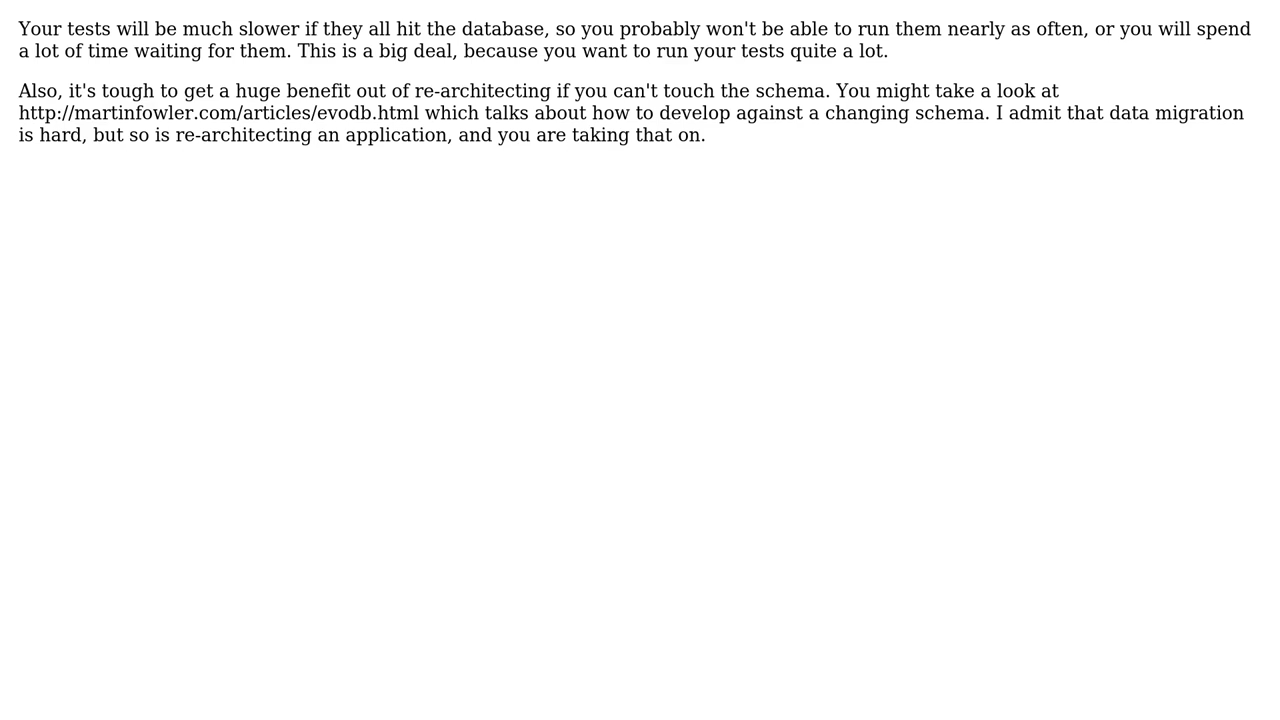 Your tests will be much slower if they all hit the database, so you probably won't be able to run them nearly as often, or you will spend
a lot of time waiting for them. This is a big deal, because you want to run your tests quite a lot.
Also, it's tough to get a huge benefit out of re-architecting if you can't touch the schema. You might take a look at
http://martinfowler.com/articles/evodb.html which talks about how to develop against a changing schema. I admit that data migration
is hard, but so is re-architecting an application, and you are taking that on.